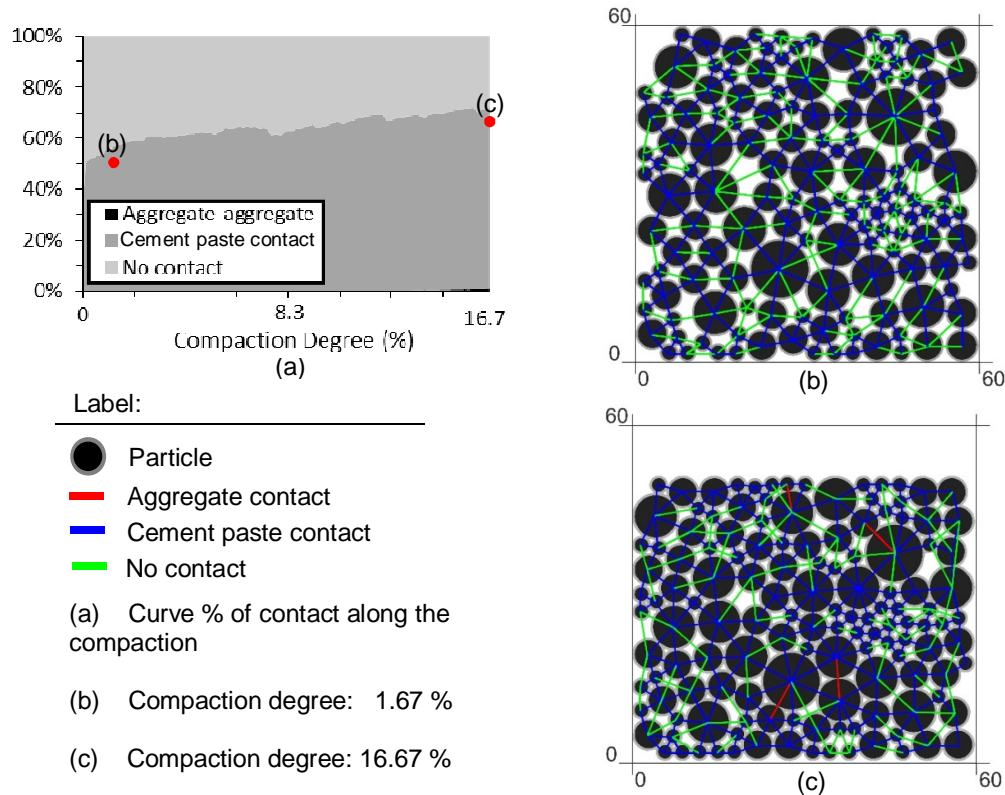 100%
80%
60%
40%
20%
0%
(b)
(c)
Aggregate-aggregate
Cement paste contact
No contact
0
8.3
16.7
Compaction Degree (%)
(a)
60
0
0
60
(b)
Label:
Particle
Aggregate contact
Cement paste contact
No contact
(a) Curve % of contact along the
compaction
(b) Compaction degree: 1.67 %
(c) Compaction degree: 16.67 %
60
0
0
60
(c)